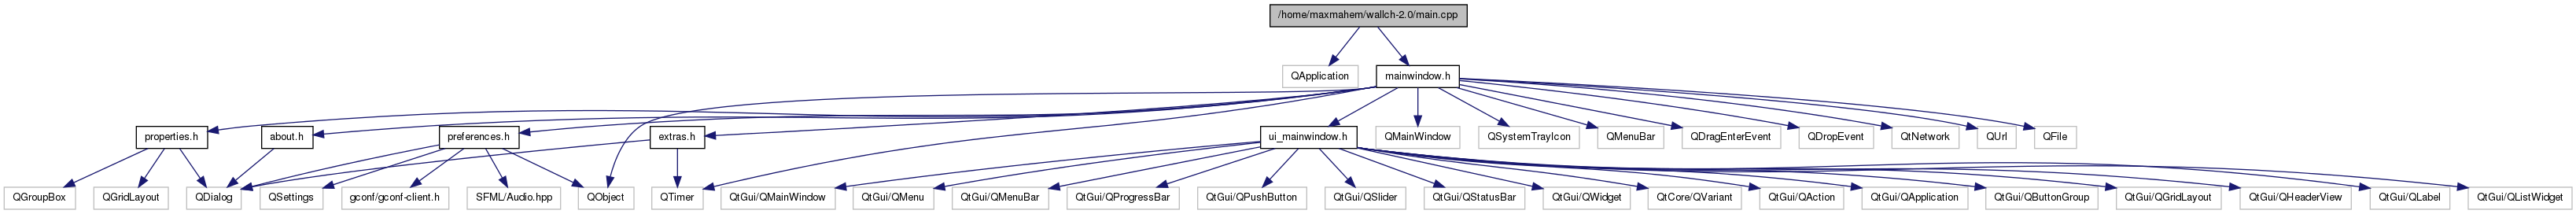 /home/maxmahem/wallch-2.0/main.cpp
QApplication
mainwindow.h
properties.h
about.h
preferences.h
extras.h
ui_mainwindow.h
QMainWindow
QSystemTrayIcon
QMenuBar
QDragEnterEvent
QDropEvent
QtNetwork
QUrl
QFile
QGroupBox
QGridLayout
QDialog
QSettings
gconf/gconf-client.h
SFML/Audio.hpp
QObject
QTimer
QtGui/QMainWindow
QtGui/QMenu
QtGui/QMenuBar
QtGui/QProgressBar
QtGui/QPushButton
QtGui/QSlider
QtGui/QStatusBar
QtGui/QWidget
QtCore/QVariant
QtGui/QAction
QtGui/QApplication
QtGui/QButtonGroup
QtGui/QGridLayout
QtGui/QHeaderView
QtGui/QLabel
QtGui/QListWidget